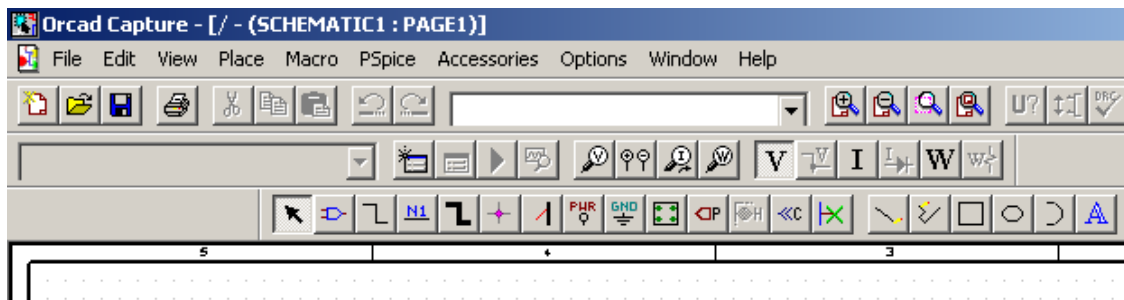 Orcad Capture - [/ - (SCHEMATIC1 : PAGE1)]
File Edit View Place Macro PSpice Accessories Options Window Help
U? DRC
V I W V V I I W W
N1 PWR GND P H C A
5 4 3